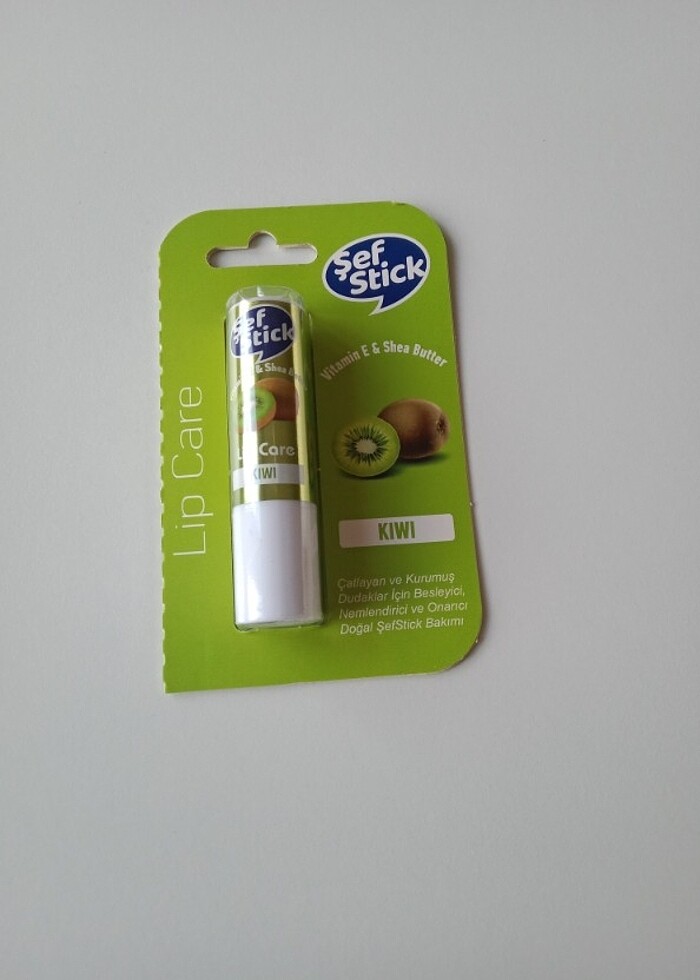 Şef
Stick
Vitamin E & Shea Butter
Lip Care
KIWI
Çatlayan ve Kurumuş
Dudaklar İçin Besleyici,
Nemlendirici ve Onarıcı
Doğal ŞefStick Bakımı
Şef
Stick
& Shea
Care
KIWI